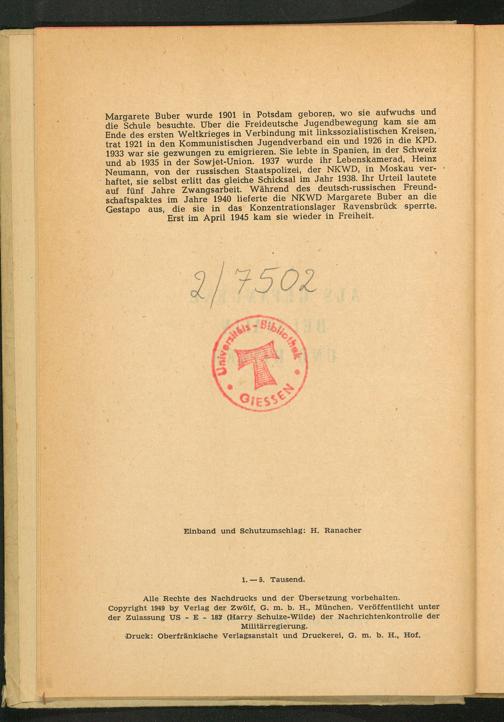 Margarete Buber wurde 1901 in Potsdam geboren, wo sie aufwuchs und
die Schule besuchte. Über die Freideutsche Jugendbewegung kam sie am
Ende des ersten Weltkrieges in Verbindung mit linkssozialistischen Kreisen,
trat 1921 in den Kommunistischen Jugendverband ein und 1926 in die KPD.
1933 war sie gezwungen zu emigrieren. Sie lebte in Spanien, in der Schweiz
und ab 1935 in der Sowjet-Union. 1937 wurde ihr Lebenskamerad, Heinz
Neumann, von der russischen Staatspolizei, der NKWD, in Moskau ver-
haftet, sie selbst erlitt das gleiche Schicksal im Jahr 1938. Ihr Urteil lautete
auf fünf Jahre Zwangsarbeit. Während des deutsch-russischen Freund-
schaftspaktes im Jahre 1940 lieferte die NKWD Margarete Buber an die
Gestapo aus, die sie in das Konzentrationslager Ravensbrück sperrte.
Erst im April 1945 kam sie wieder in Freiheit.
2/7502
Universitäts-Bibliothek
GIESSEN
Einband und Schutzumschlag: H. Ranacher
1. — 5. Tausend.
Alle Rechte des Nachdrucks und der Übersetzung vorbehalten.
Copyright 1949 by Verlag der Zwölf, G. m. b. H., München. Veröffentlicht unter
der Zulassung US - E - 182 (Harry Schulze-Wilde) der Nachrichtenkontrolle der
Militärregierung.
Druck: Oberfränkische Verlagsanstalt und Druckerei, G. m. b. H., Hof.